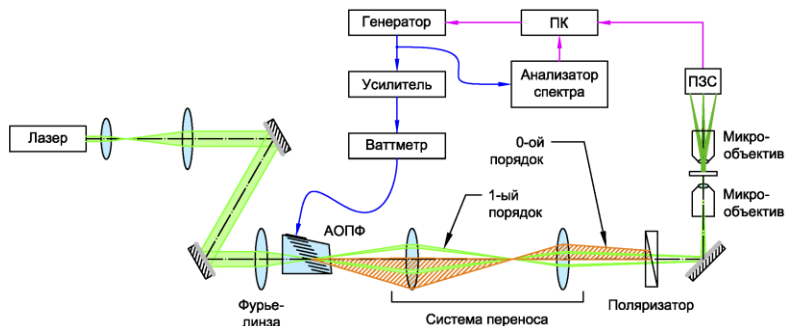 Генератор
ПК
Усилитель
Анализатор
спектра
ПЗС
Лазер
Ваттметр
0-ой
порядок
Микро-
объектив
1-ый
порядок
Микро-
объектив
АОПФ
Фурье-
линза
Система переноса
Поляризатор